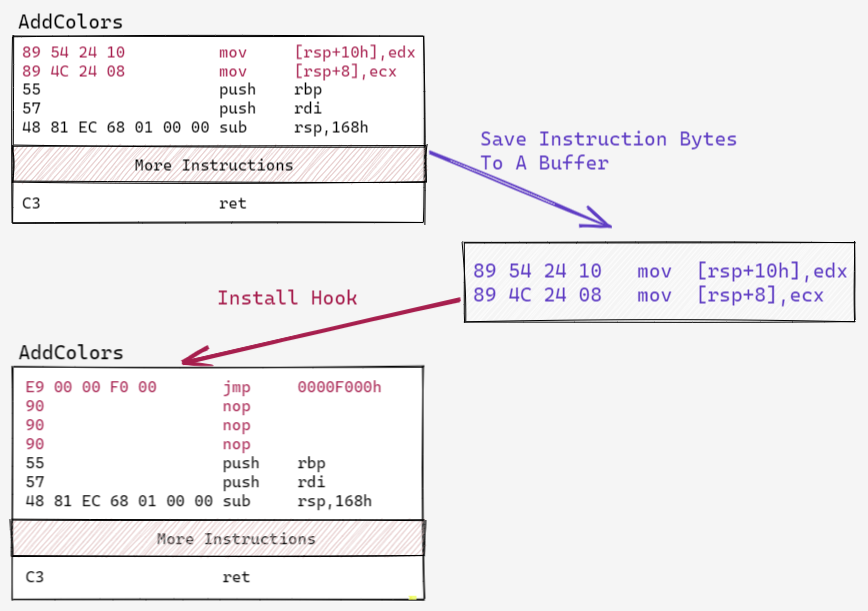 AddColors
89 54 24 10 mov [rsp+10h],edx
89 4C 24 08 mov [rsp+8],ecx
55 push rbp
57 push rdi
48 81 EC 68 01 00 00 sub rsp,168h
More Instructions
C3 ret
Save Instruction Bytes
To A Buffer
89 54 24 10 mov [rsp+10h],edx
89 4C 24 08 mov [rsp+8],ecx
Install Hook
AddColors
E9 00 00 F0 00 jmp 0000F000h
90 nop
90 nop
90 nop
55 push rbp
57 push rdi
48 81 EC 68 01 00 00 sub rsp,168h
More Instructions
C3 ret